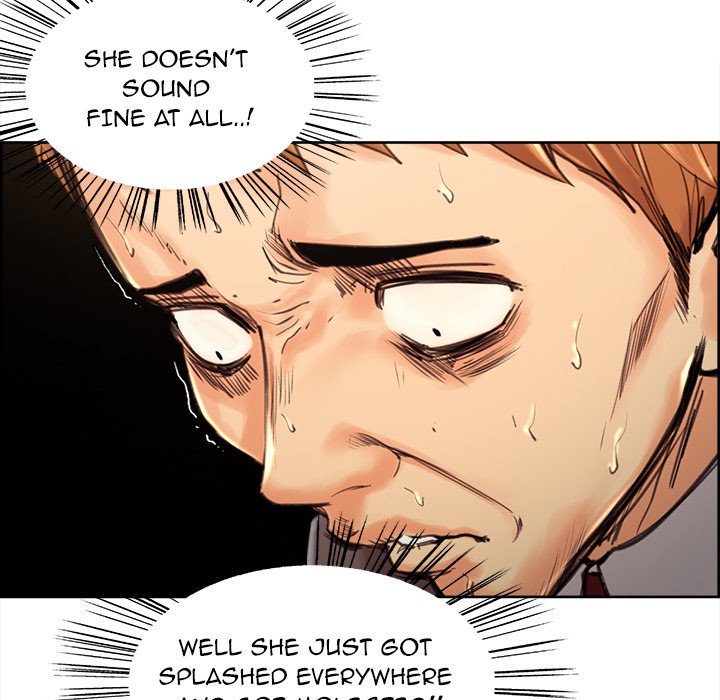 SHE DOESN'T
SOUND
FINE AT ALL..!
WELL SHE JUST GOT
SPLASHED EVERYWHERE